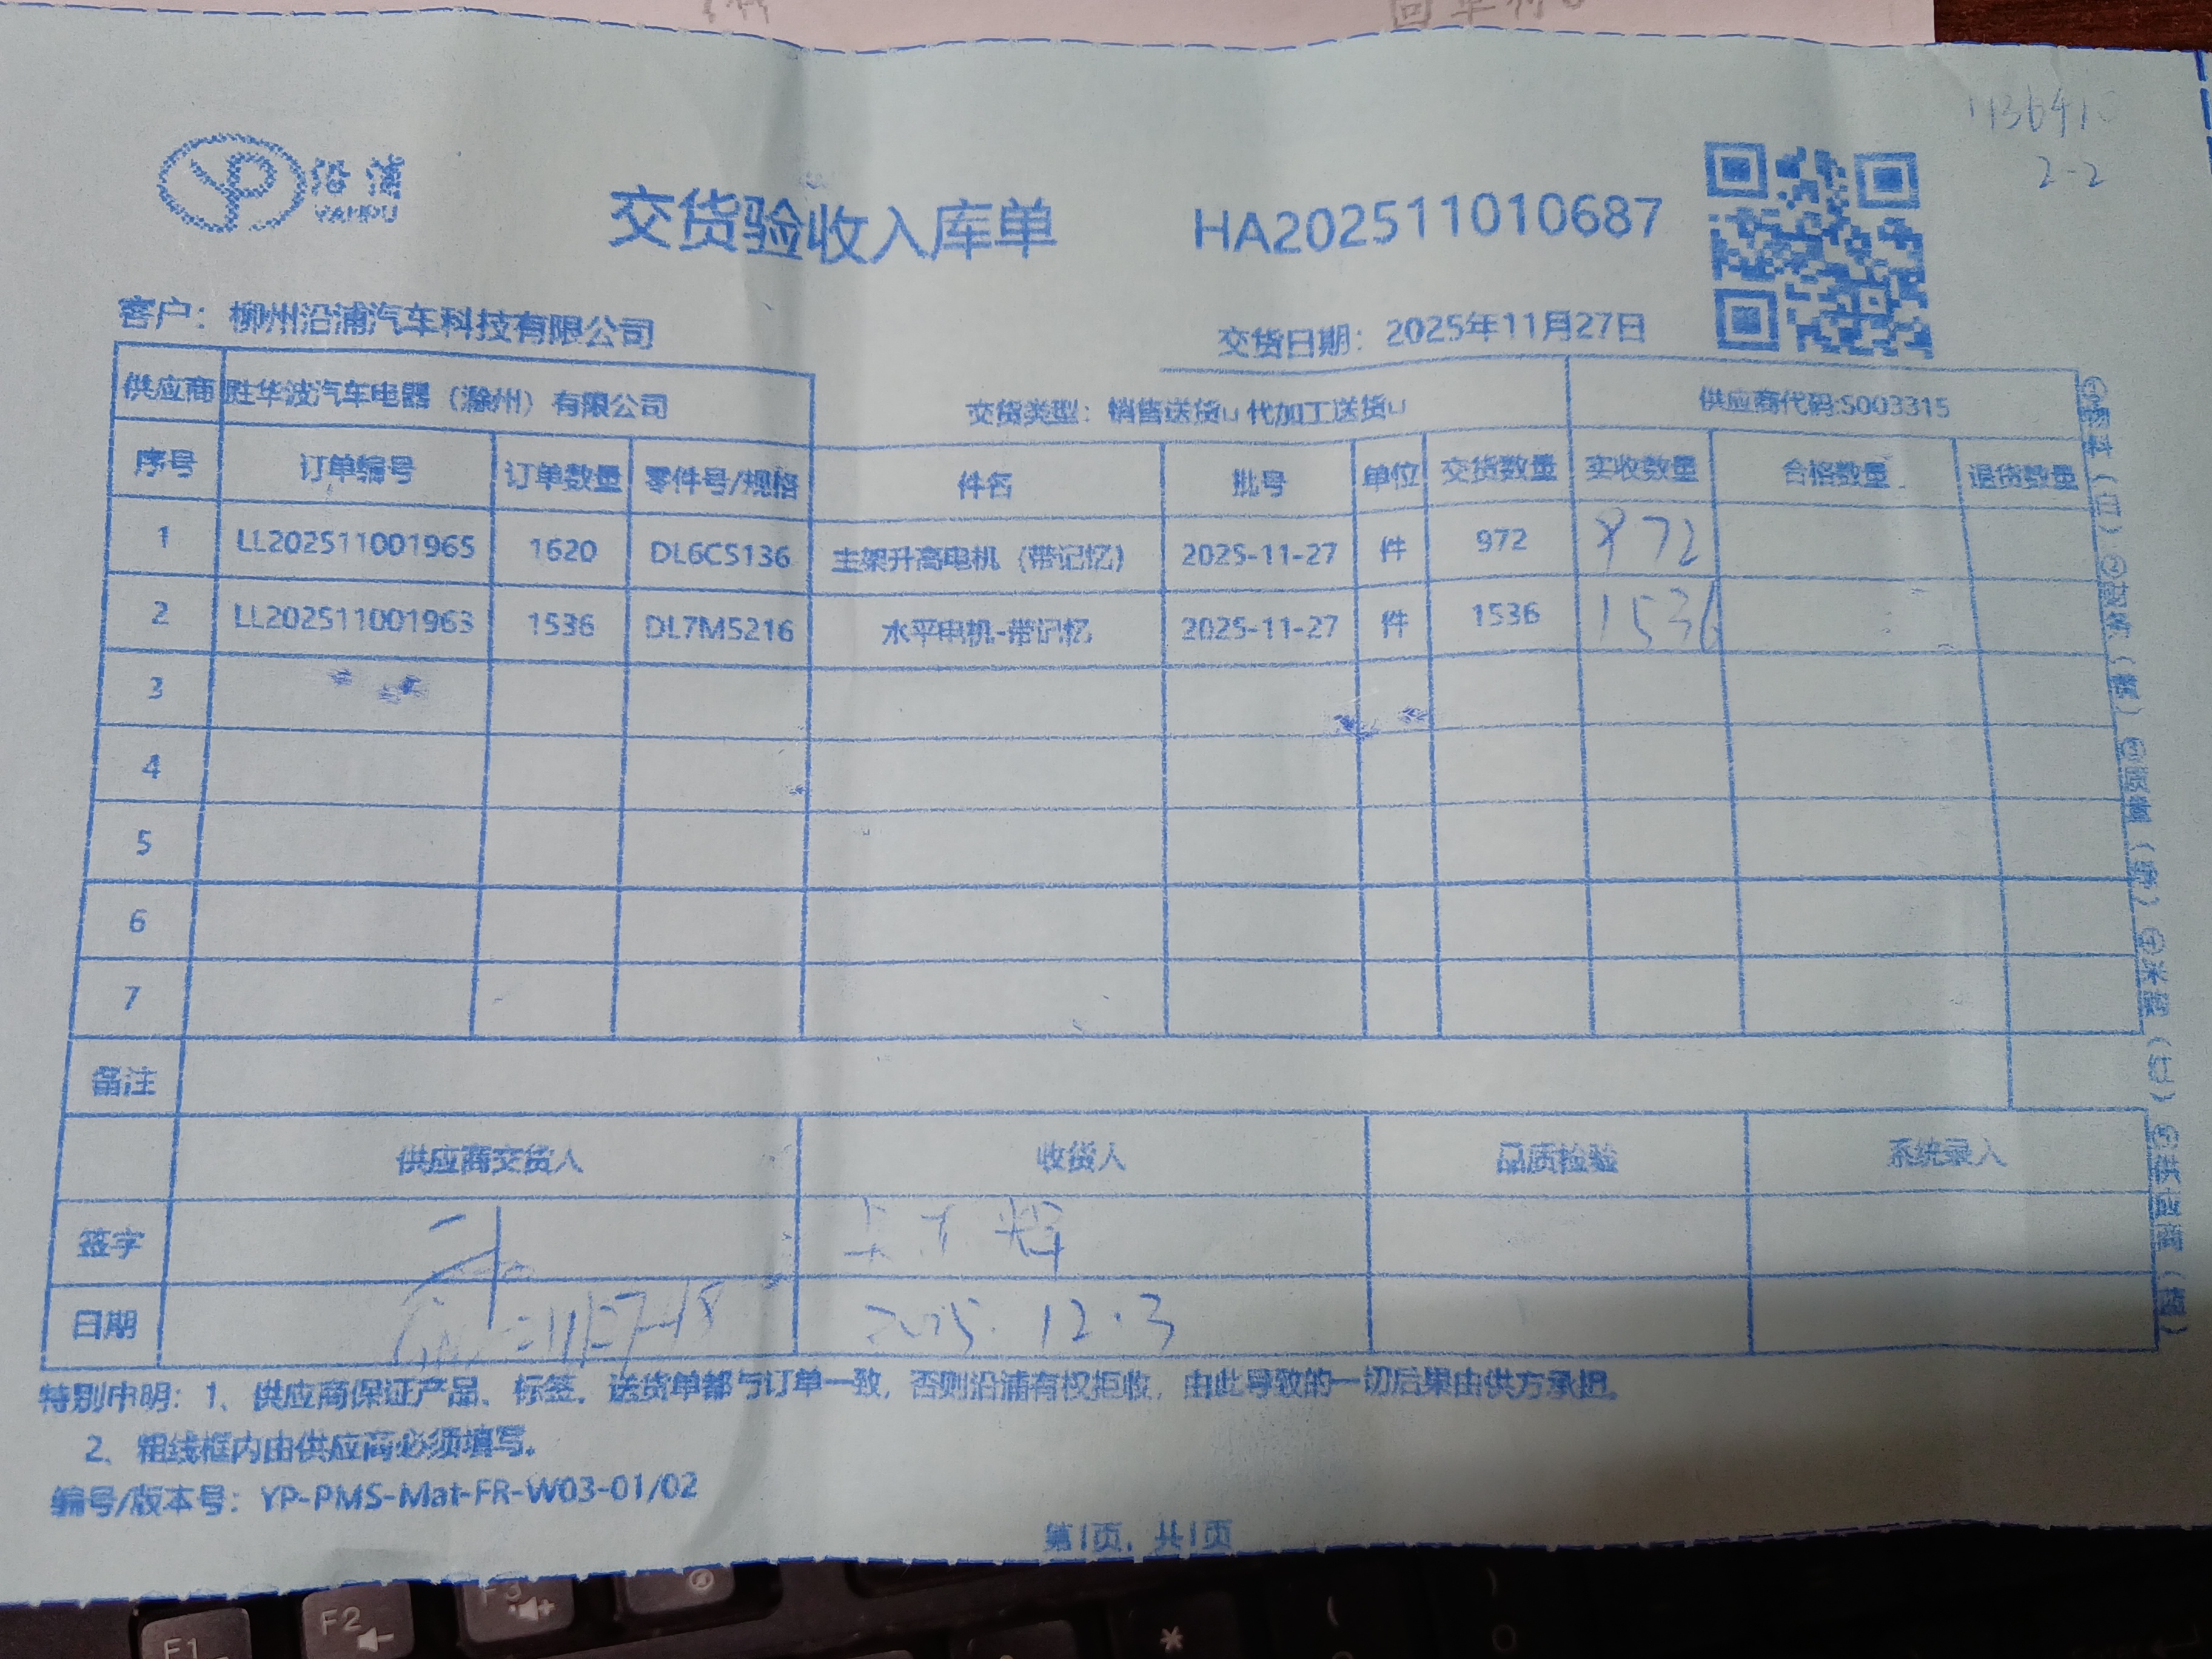 1136410
2-2
沿浦
YANPU
交货验收入库单 HA202511010687
客户：柳州沿浦汽车科技有限公司 交货日期：2025年11月27日
供应商 胜华波汽车电器（滁州）有限公司 交货类型：销售送货□ 代加工送货□ 供应商代码:S003315
序号 订单编号 订单数量 零件号/规格 件名 批号 单位 交货数量 实收数量 合格数量 退货数量
1 LL202511001965 1620 DL6C5136 主架升高电机（带记忆） 2025-11-27 件 972 972
2 LL202511001963 1536 DL7M5216 水平电机-带记忆 2025-11-27 件 1536 1536
3
4
5
6
7
备注
供应商交货人 收货人 品质检验 系统录入
签字
日期 2025.12.3
特别申明：1、供应商保证产品、标签、送货单都与订单一致，否则沿浦有权拒收，由此导致的一切后果由供方承担。
2、粗线框内由供应商必须填写。
编号/版本号：YP-PMS-Mat-FR-W03-01/02
第1页，共1页
①物料（白）②财务（黄）③质量（粉）④采购（红）⑤供应商（蓝）
F1
F2
F3